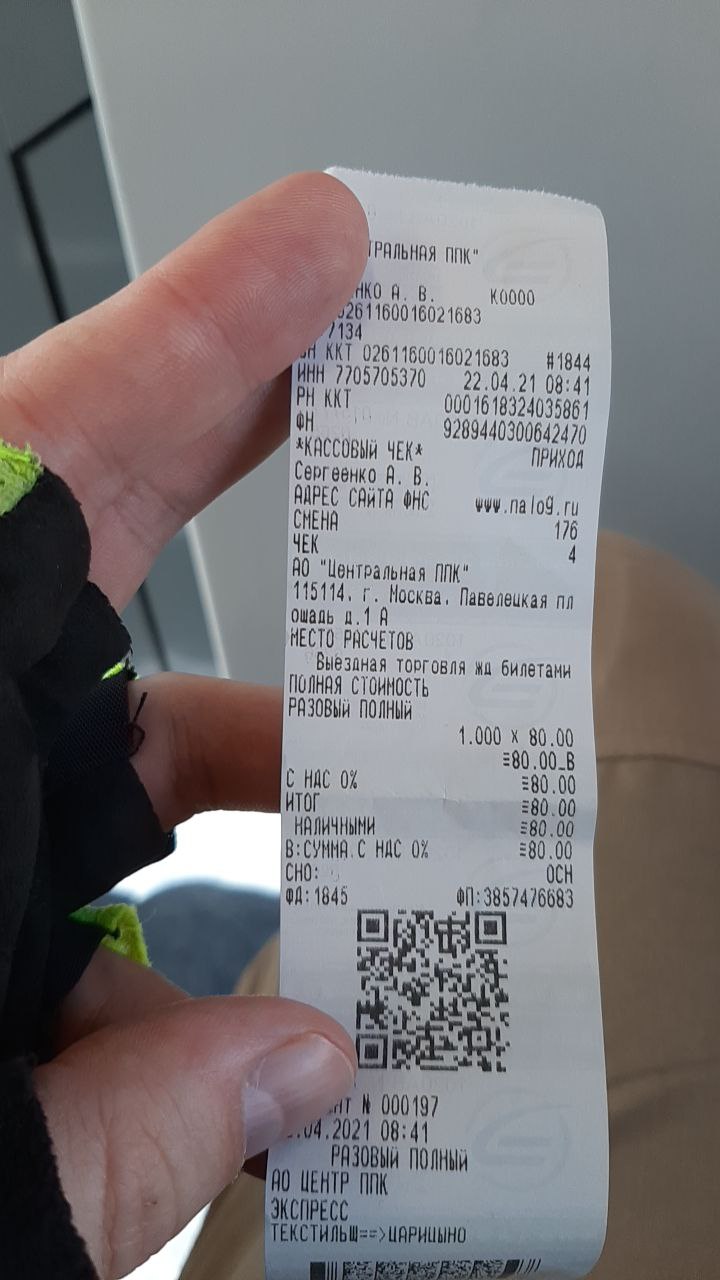 ТРАЛЬНАЯ ППК"
НКО А. В. К0000
0261160016021683
7134
ЗН ККТ 0261160016021683 #1844
ИНН 7705705370 22.04.21 08:41
РН ККТ 0001618324035861
ФН 9289440300642470
*КАССОВЫЙ ЧЕК* ПРИХОД
Сергеенко А. В.
АДРЕС САЙТА ФНС www.nalog.ru
СМЕНА 176
ЧЕК 4
АО "Центральная ППК"
115114, г. Москва, Павелецкая пл
ощадь д.1 А
МЕСТО РАСЧЕТОВ
Выездная торговля жд билетами
ПОЛНАЯ СТОИМОСТЬ
РАЗОВЫЙ ПОЛНЫЙ
1.000 x 80.00
≡80.00_В
С НДС 0% ≡80.00
ИТОГ ≡80.00
НАЛИЧНЫМИ ≡80.00
В:СУММА С НДС 0% ≡80.00
СНО: ОСН
ФД:1845 ФП:3857476683
НТ № 000197
.04.2021 08:41
РАЗОВЫЙ ПОЛНЫЙ
АО ЦЕНТР ППК
ЭКСПРЕСС
ТЕКСТИЛЬЩ==>ЦАРИЦЫНО